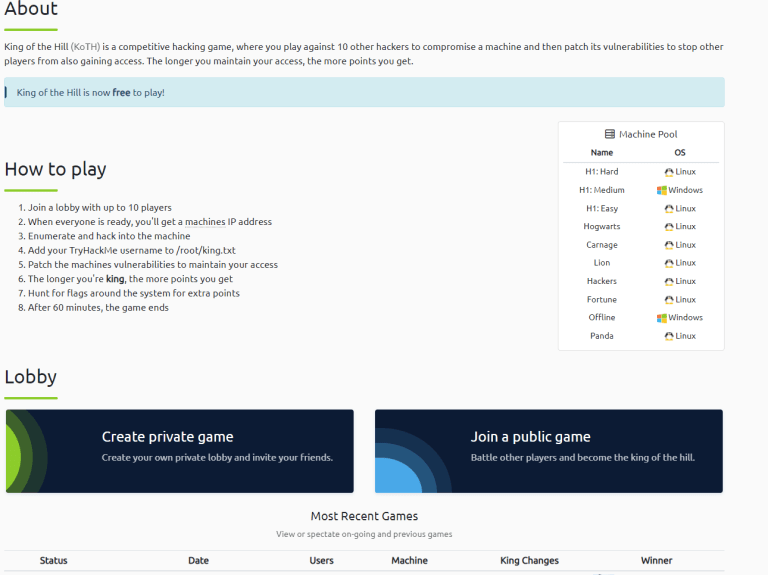 About
King of the Hill (KoTH) is a competitive hacking game, where you play against 10 other hackers to compromise a machine and then patch its vulnerabilities to stop other
players from also gaining access. The longer you maintain your access, the more points you get.
King of the Hill is now free to play!
Machine Pool
Name OS
H1: Hard Linux
H1: Medium Windows
H1: Easy Linux
Hogwarts Linux
Carnage Linux
Lion Linux
Hackers Linux
Fortune Linux
Offline Windows
Panda Linux
How to play
1. Join a lobby with up to 10 players
2. When everyone is ready, you'll get a machines IP address
3. Enumerate and hack into the machine
4. Add your TryHackMe username to /root/king.txt
5. Patch the machines vulnerabilities to maintain your access
6. The longer you're king, the more points you get
7. Hunt for flags around the system for extra points
8. After 60 minutes, the game ends
Lobby
Create private game
Create your own private lobby and invite your friends.
Join a public game
Battle other players and become the king of the hill.
Most Recent Games
View or spectate on-going and previous games
Status Date Users Machine King Changes Winner